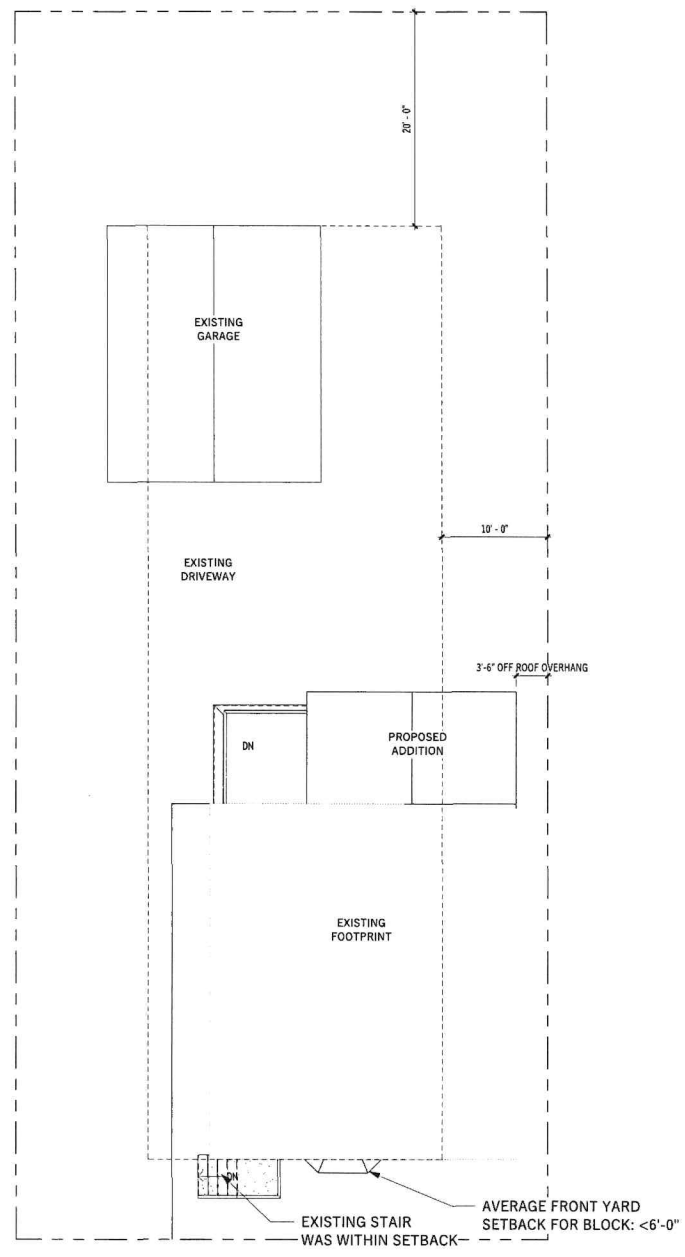 20' - 0"
EXISTING
GARAGE
10' - 0"
EXISTING
DRIVEWAY
3'-6" OFF ROOF OVERHANG
DN
PROPOSED
ADDITION
EXISTING
FOOTPRINT
DN
AVERAGE FRONT YARD
SETBACK FOR BLOCK: <6'-0"
EXISTING STAIR
WAS WITHIN SETBACK